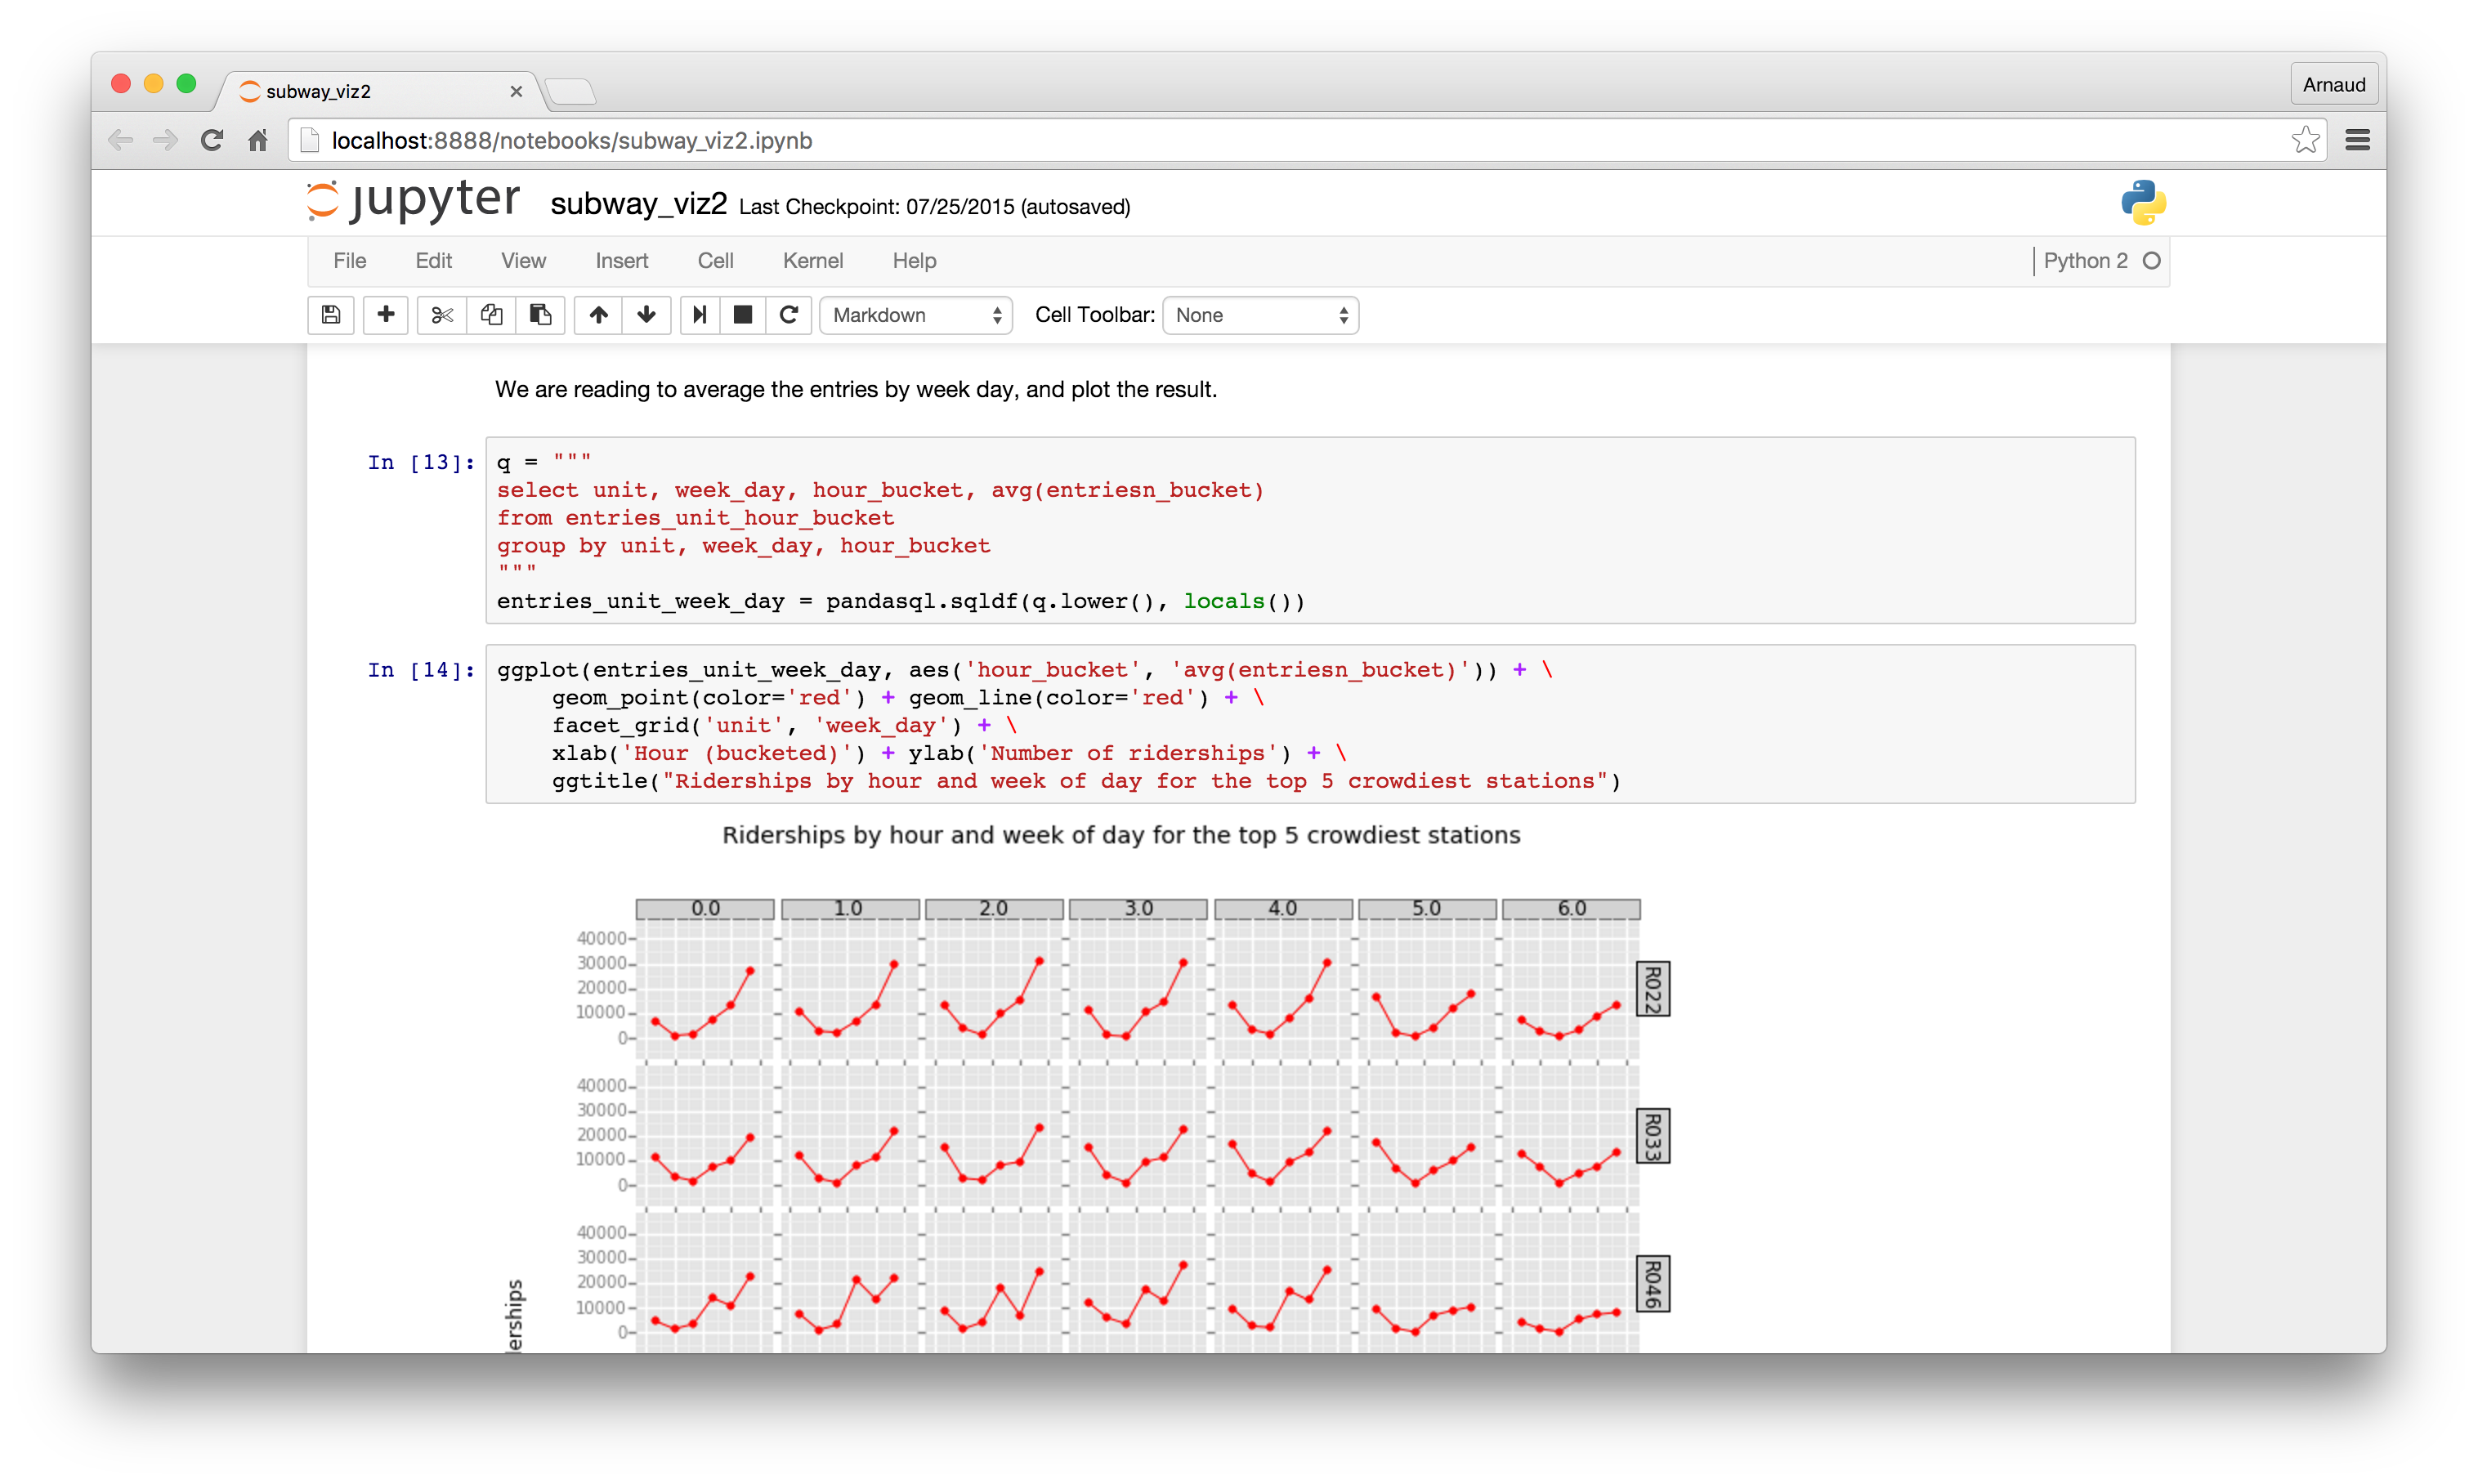 subway_viz2
Arnaud
localhost:8888/notebooks/subway_viz2.ipynb
jupyter subway_viz2 Last Checkpoint: 07/25/2015 (autosaved)
File Edit View Insert Cell Kernel Help Python 2
Markdown Cell Toolbar: None
We are reading to average the entries by week day, and plot the result.
In [13]: q = """
select unit, week_day, hour_bucket, avg(entriesn_bucket)
from entries_unit_hour_bucket
group by unit, week_day, hour_bucket
"""
entries_unit_week_day = pandasql.sqldf(q.lower(), locals())
In [14]: ggplot(entries_unit_week_day, aes('hour_bucket', 'avg(entriesn_bucket)')) + \
geom_point(color='red') + geom_line(color='red') + \
facet_grid('unit', 'week_day') + \
xlab('Hour (bucketed)') + ylab('Number of riderships') + \
ggtitle("Riderships by hour and week of day for the top 5 crowdiest stations")
Riderships by hour and week of day for the top 5 crowdiest stations
0.0 1.0 2.0 3.0 4.0 5.0 6.0
40000
30000
20000
10000
0
R022
40000
30000
20000
10000
0
R033
40000
30000
20000
10000
0
R046
erships